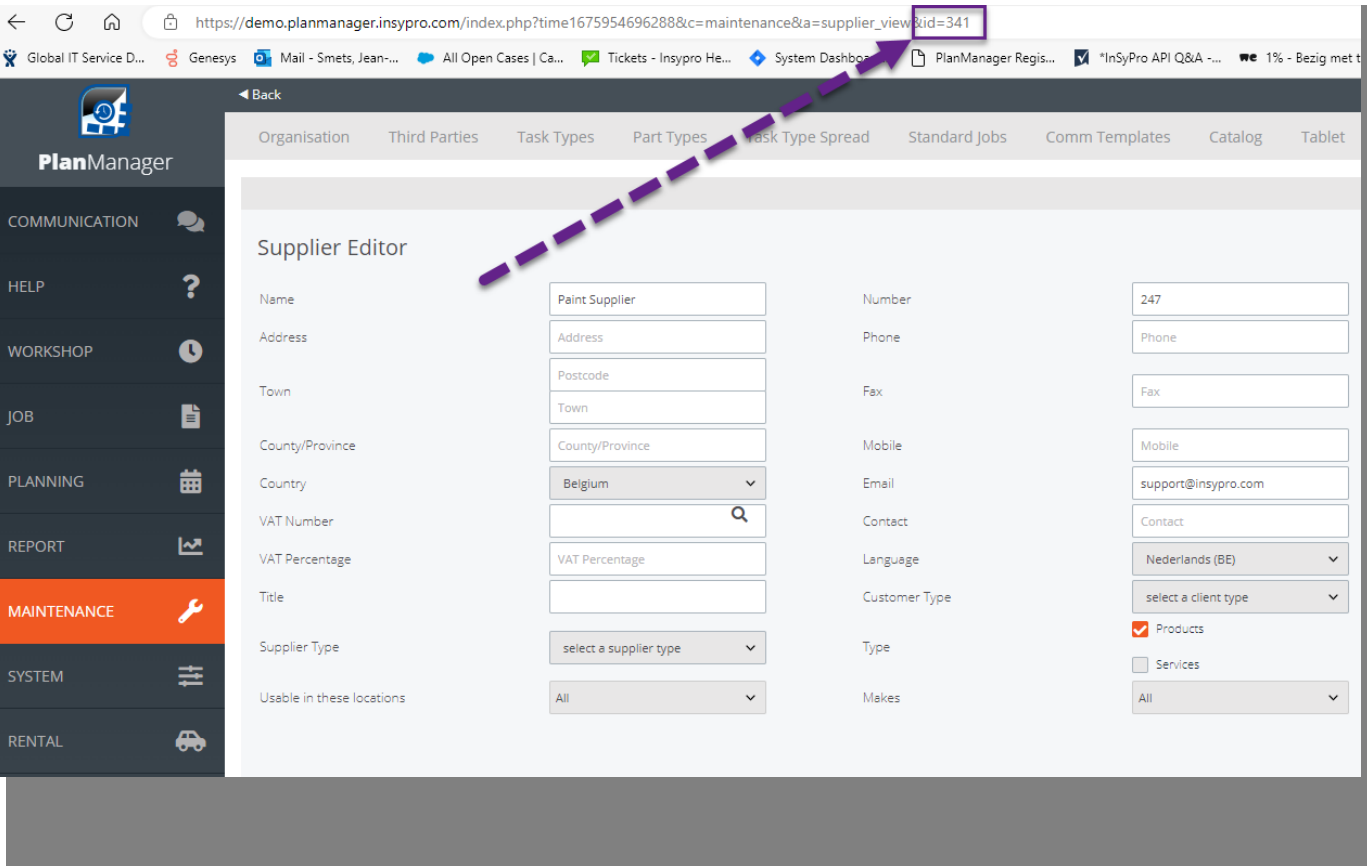 https://demo.planmanager.insypro.com/index.php?time1675954696288&c=maintenance&a=supplier_view&id=341
Global IT Service D... Genesys Mail - Smets, Jean-... All Open Cases | Ca... Tickets - Insypro He... System Dashbo PlanManager Regis... *InSyPro API Q&A -... we 1% - Bezig met t
Back
PlanManager
Organisation Third Parties Task Types Part Types Task Type Spread Standard Jobs Comm Templates Catalog Tablet
COMMUNICATION
HELP
WORKSHOP
JOB
PLANNING
REPORT
MAINTENANCE
SYSTEM
RENTAL
Supplier Editor
Name Paint Supplier Number 247
Address Address Phone Phone
Postcode
Town Fax Fax
Town
County/Province County/Province Mobile Mobile
Country Belgium Email support@insypro.com
VAT Number Contact Contact
VAT Percentage VAT Percentage Language Nederlands (BE)
Title Customer Type select a client type
Products
Supplier Type select a supplier type Type
Services
Usable in these locations All Makes All